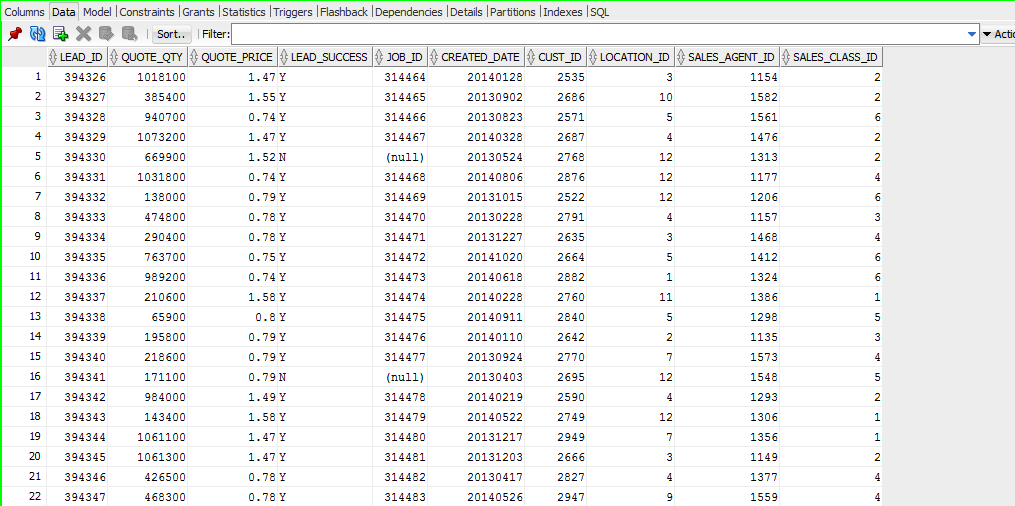 Columns Data Model Constraints Grants Statistics Triggers Flashback Dependencies Details Partitions Indexes SQL
Sort.. Filter: Actio
LEAD_ID QUOTE_QTY QUOTE_PRICE LEAD_SUCCESS JOB_ID CREATED_DATE CUST_ID LOCATION_ID SALES_AGENT_ID SALES_CLASS_ID
1 394326 1018100 1.47 Y 314464 20140128 2535 3 1154 2
2 394327 385400 1.55 Y 314465 20130902 2686 10 1582 2
3 394328 940700 0.74 Y 314466 20130823 2571 5 1561 6
4 394329 1073200 1.47 Y 314467 20140328 2687 4 1476 2
5 394330 669900 1.52 N (null) 20130524 2768 12 1313 2
6 394331 1031800 0.74 Y 314468 20140806 2876 12 1177 4
7 394332 138000 0.79 Y 314469 20131015 2522 12 1206 6
8 394333 474800 0.78 Y 314470 20130228 2791 4 1157 3
9 394334 290400 0.78 Y 314471 20131227 2635 3 1468 4
10 394335 763700 0.75 Y 314472 20141020 2664 5 1412 6
11 394336 989200 0.74 Y 314473 20140618 2882 1 1324 6
12 394337 210600 1.58 Y 314474 20140228 2760 11 1386 1
13 394338 65900 0.8 Y 314475 20140911 2840 5 1298 5
14 394339 195800 0.79 Y 314476 20140110 2642 2 1135 3
15 394340 218600 0.79 Y 314477 20130924 2770 7 1573 4
16 394341 171100 0.79 N (null) 20130403 2695 12 1548 5
17 394342 984000 1.49 Y 314478 20140219 2590 4 1293 2
18 394343 143400 1.58 Y 314479 20140522 2749 12 1306 1
19 394344 1061100 1.47 Y 314480 20131217 2949 7 1356 1
20 394345 1061300 1.47 Y 314481 20131203 2666 3 1149 2
21 394346 426500 0.78 Y 314482 20130417 2827 4 1377 4
22 394347 468300 0.78 Y 314483 20140526 2947 9 1559 4